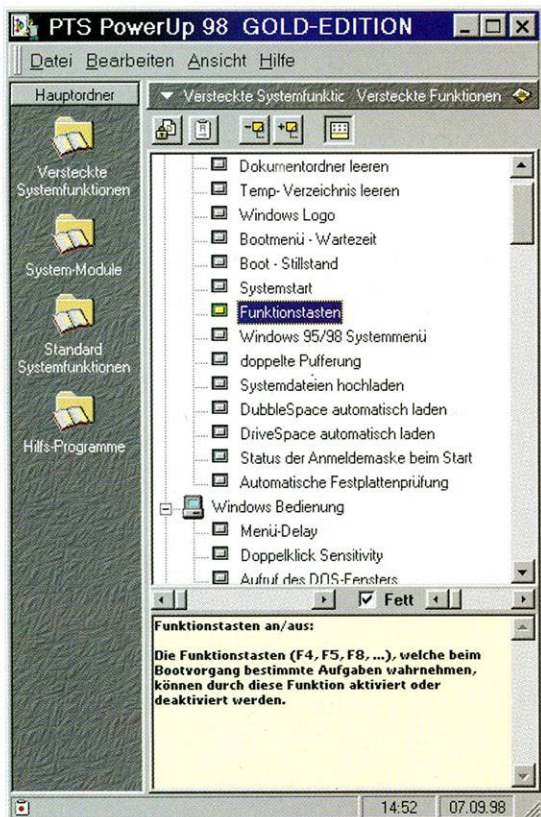 PTS PowerUp 98 GOLD-EDITION
Datei Bearbeiten Ansicht Hilfe
Hauptordner
Versteckte
Systemfunktionen
System-Module
Standard
Systemfunktionen
Hilfs-Programme
Versteckte Systemfunktic Versteckte Funktionen
Dokumentordner leeren
Temp- Verzeichnis leeren
Windows Logo
Bootmenü - Wartezeit
Boot - Stillstand
Systemstart
Funktionstasten
Windows 95/98 Systemmenü
doppelte Pufferung
Systemdateien hochladen
DubbleSpace automatisch laden
DriveSpace automatisch laden
Status der Anmeldemaske beim Start
Automatische Festplattenprüfung
Windows Bedienung
Menü-Delay
Doppelklick Sensitivity
Aufruf des DOS-Fensters
Fett
Funktionstasten an/aus:
Die Funktionstasten (F4, F5, F8, ...), welche beim
Bootvorgang bestimmte Aufgaben wahrnehmen,
können durch diese Funktion aktiviert oder
deaktiviert werden.
14:52 07.09.98